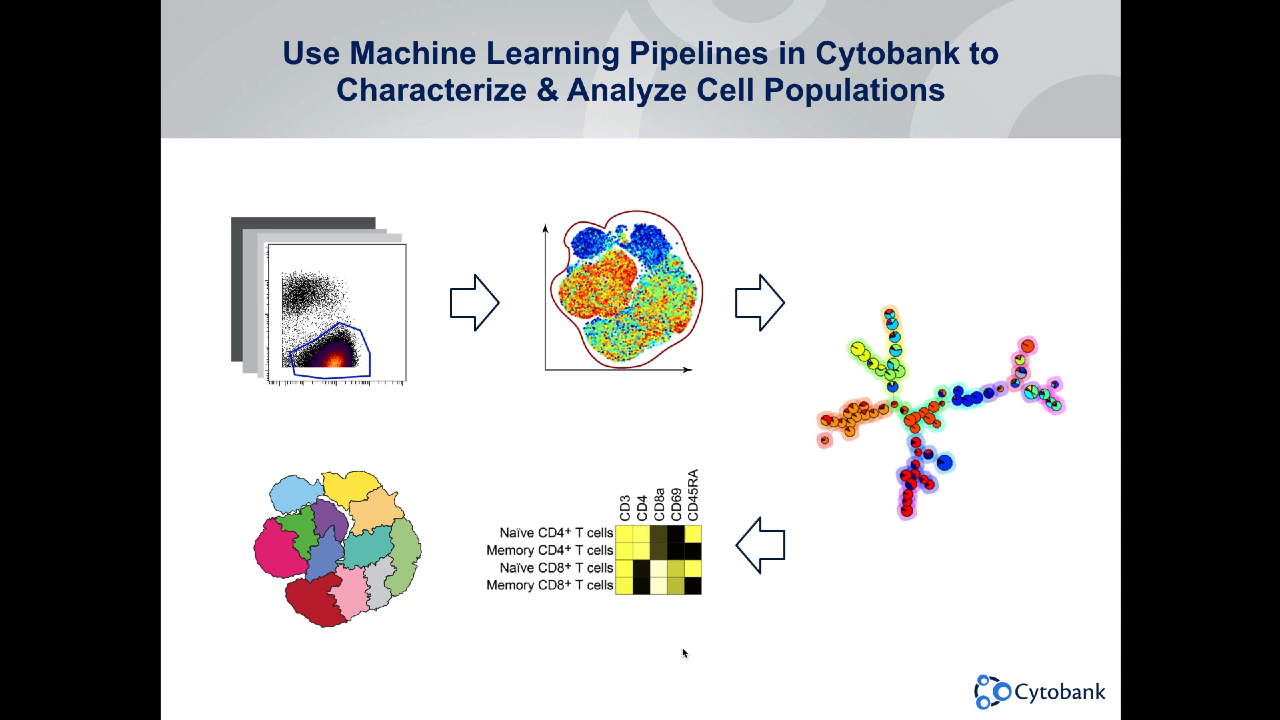 Use Machine Learning Pipelines in Cytobank to
Characterize & Analyze Cell Populations
CD3
CD4
CD8a
CD69
CD45RA
Naïve CD4+ T cells
Memory CD4+ T cells
Naïve CD8+ T cells
Memory CD8+ T cells
Cytobank